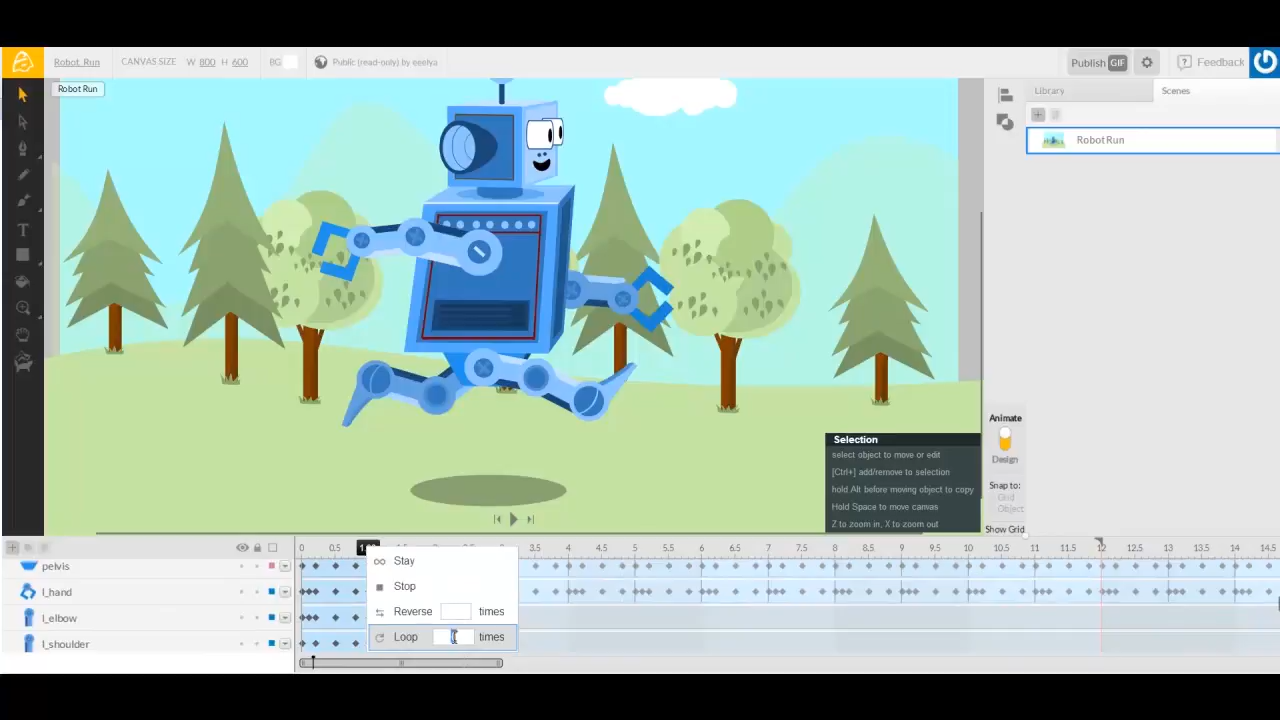 Robot_Run
CANVAS SIZE W 800 H 600
BG
Public (read-only) by eeelya
Publish GIF
Feedback
Robot Run
Library
Scenes
RobotRun
Selection
select object to move or edit
[Ctrl+] add/remove to selection
hold Alt before moving object to copy
Hold Space to move canvas
Z to zoom in, X to zoom out
Animate
Design
Snap to:
Grid
Object
Show Grid
0 0.5 3.5 4 4.5 5 5.5 6 6.5 7 7.5 8 8.5 9 9.5 10 10.5 11 11.5 12 12.5 13 13.5 14 14.5
pelvis
l_hand
l_elbow
l_shoulder
Stay
Stop
Reverse times
Loop times